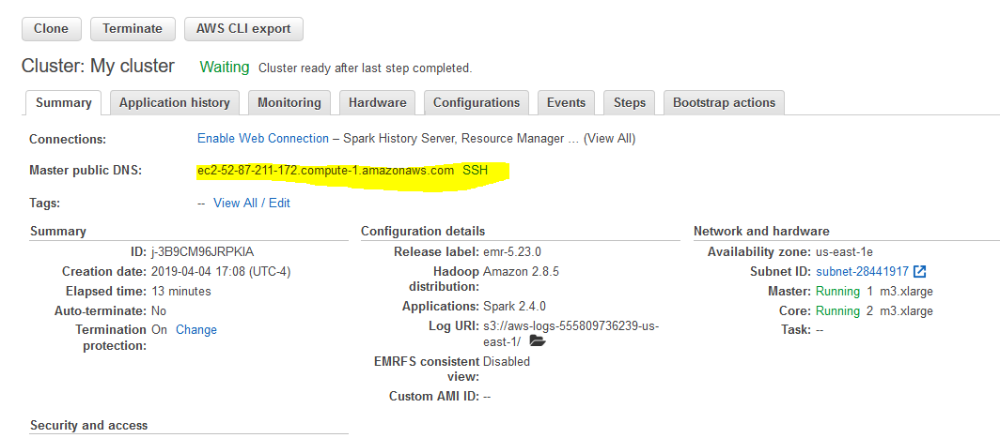 Clone Terminate AWS CLI export
Cluster: My cluster Waiting Cluster ready after last step completed.
Summary Application history Monitoring Hardware Configurations Events Steps Bootstrap actions
Connections: Enable Web Connection – Spark History Server, Resource Manager … (View All)
Master public DNS: ec2-52-87-211-172.compute-1.amazonaws.com SSH
Tags: -- View All / Edit
Summary
ID: j-3B9CM96JRPKIA
Creation date: 2019-04-04 17:08 (UTC-4)
Elapsed time: 13 minutes
Auto-terminate: No
Termination On Change
protection:
Configuration details
Release label: emr-5.23.0
Hadoop Amazon 2.8.5
distribution:
Applications: Spark 2.4.0
Log URI: s3://aws-logs-555809736239-us-
east-1/
EMRFS consistent Disabled
view:
Custom AMI ID: --
Network and hardware
Availability zone: us-east-1e
Subnet ID: subnet-28441917
Master: Running 1 m3.xlarge
Core: Running 2 m3.xlarge
Task: --
Security and access